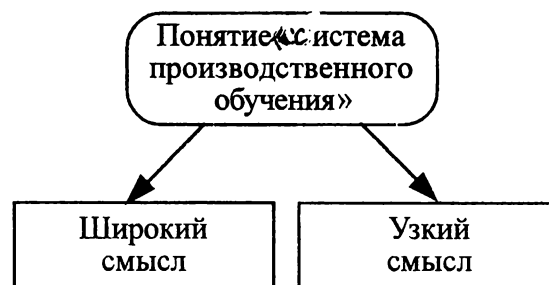 Понятие «система
производственного
обучения»
Широкий
смысл
Узкий
смысл